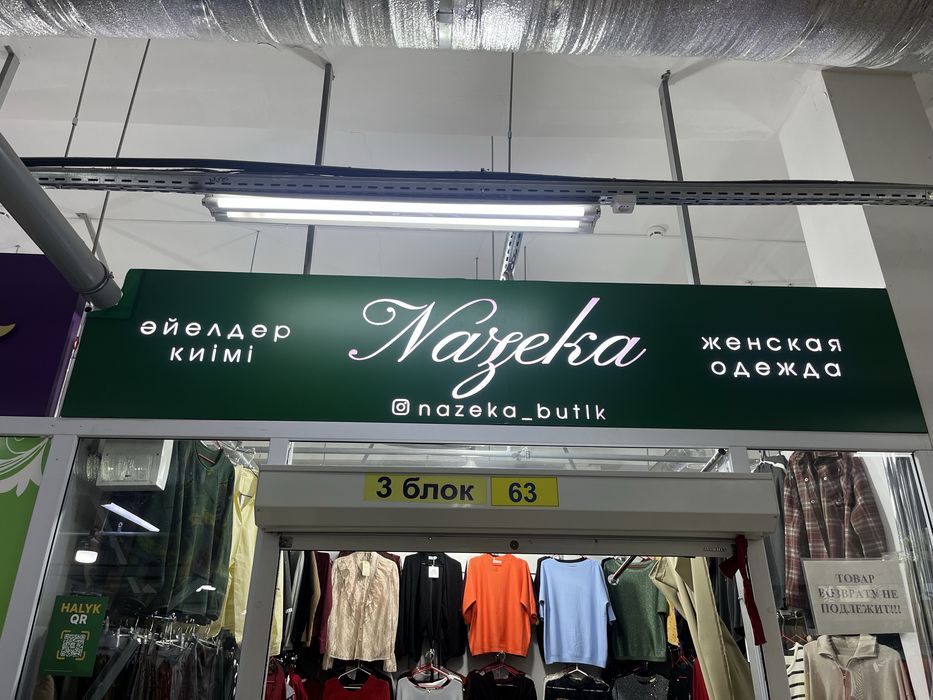 әйелдер
киімі
Nazeka
nazeka_butik
женская
одежда
3 блок 63
HALYK
QR
ТОВАР
ВОЗВРАТУ НЕ
ПОДЛЕЖИТ!!!